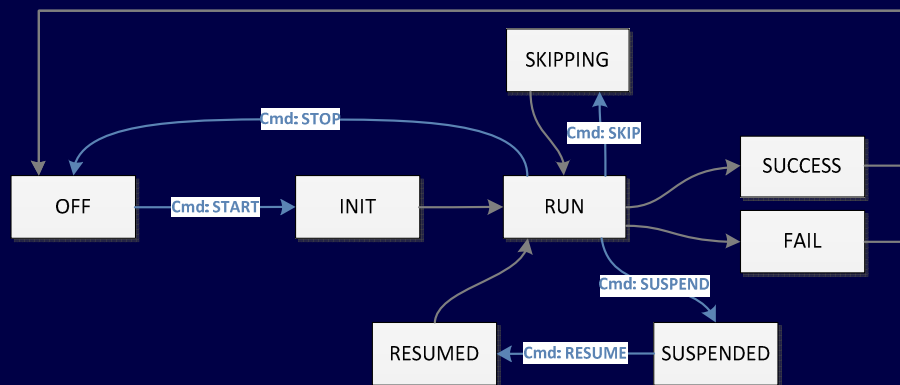 SKIPPING
Cmd: STOP
Cmd: SKIP
SUCCESS
OFF
Cmd: START
INIT
RUN
FAIL
Cmd: SUSPEND
RESUMED
Cmd: RESUME
SUSPENDED